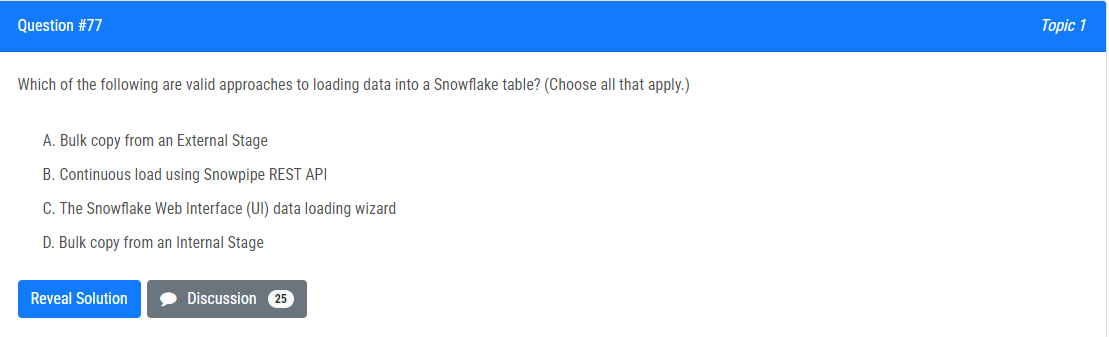 Question #77
Topic 1
Which of the following are valid approaches to loading data into a Snowflake table? (Choose all that apply.)
A. Bulk copy from an External Stage
B. Continuous load using Snowpipe REST API
C. The Snowflake Web Interface (UI) data loading wizard
D. Bulk copy from an Internal Stage
Reveal Solution
Discussion 25